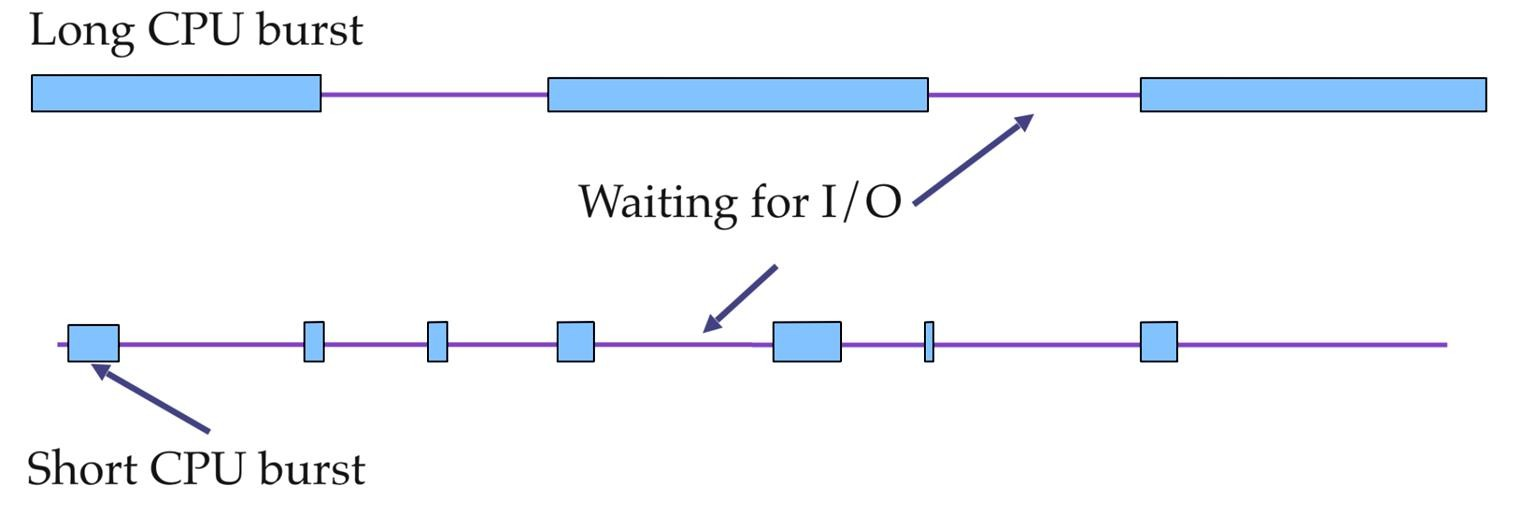 Long CPU burst
Waiting for I/O
Short CPU burst